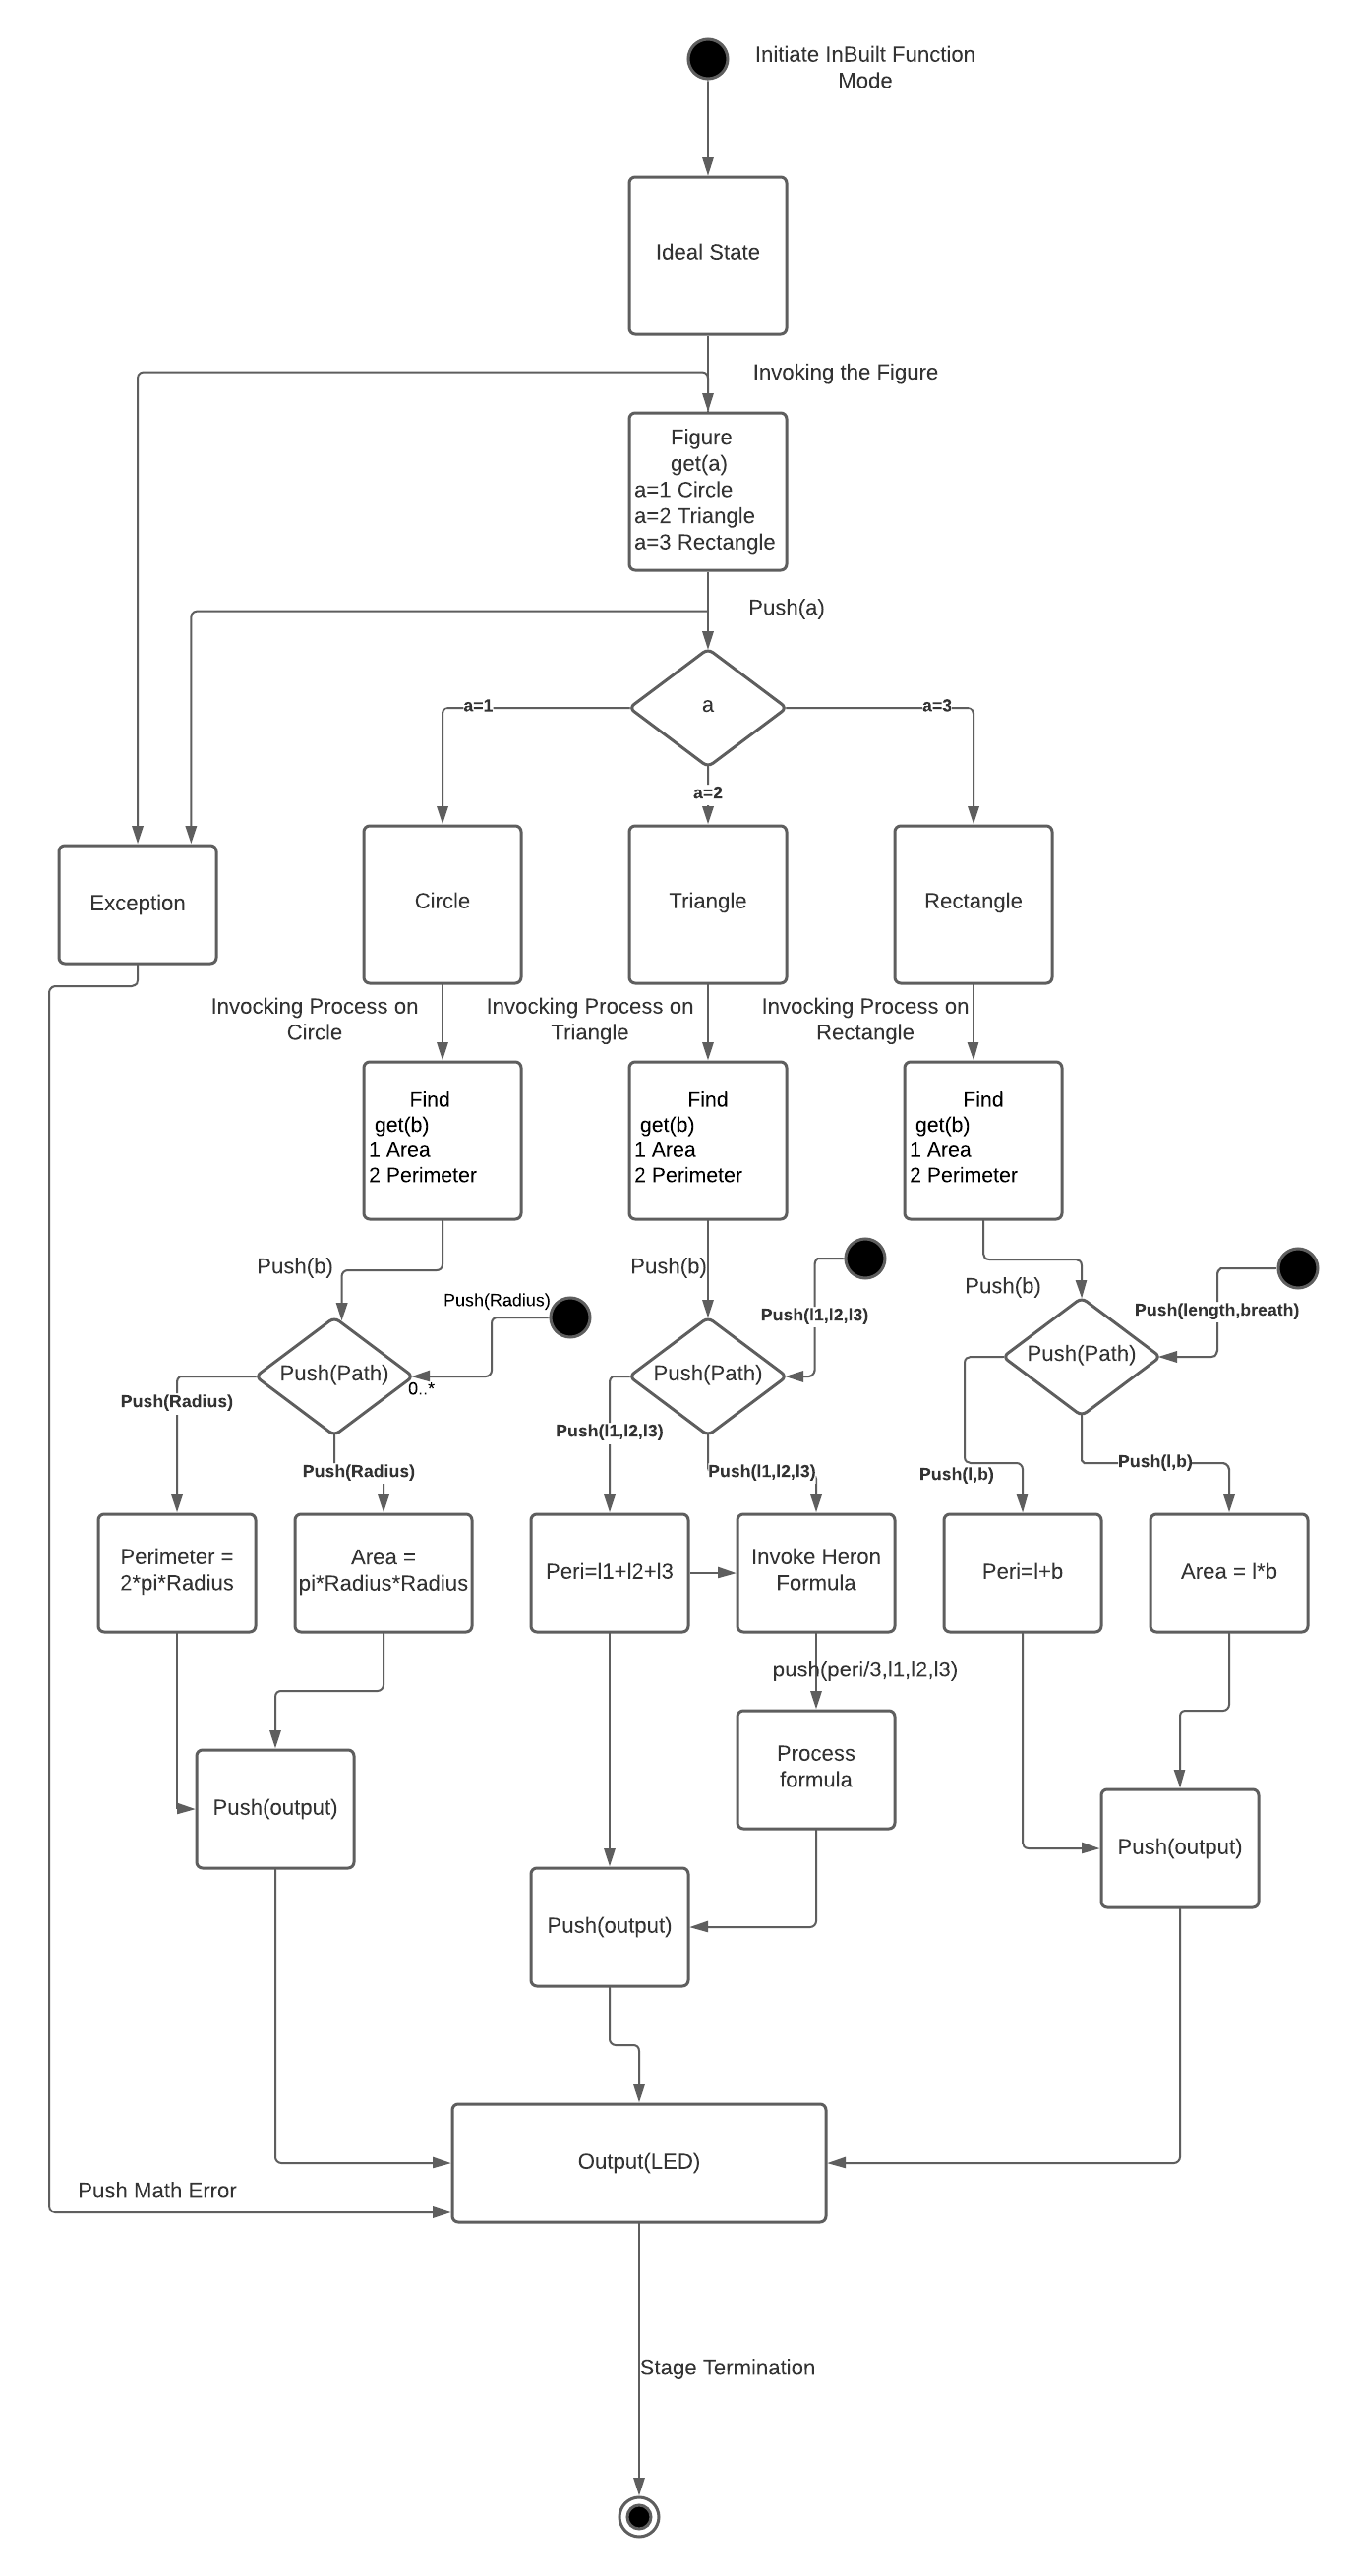 Initiate InBuilt Function
Mode
Ideal State
Invoking the Figure
Figure
get(a)
a=1 Circle
a=2 Triangle
a=3 Rectangle
Push(a)
a
a=1
a=3
a=2
Exception
Circle
Triangle
Rectangle
Invocking Process on
Circle
Invocking Process on
Triangle
Invocking Process on
Rectangle
Find
get(b)
1 Area
2 Perimeter
Find
get(b)
1 Area
2 Perimeter
Find
get(b)
1 Area
2 Perimeter
Push(b)
Push(b)
Push(b)
Push(Radius)
Push(l1,l2,l3)
Push(length,breath)
Push(Path)
0..*
Push(Path)
Push(Path)
Push(Radius)
Push(Radius)
Push(l1,l2,l3)
Push(l1,l2,l3)
Push(l,b)
Push(l,b)
Perimeter =
2*pi*Radius
Area =
pi*Radius*Radius
Peri=l1+l2+l3
Invoke Heron
Formula
Peri=l+b
Area = l*b
push(peri/3,l1,l2,l3)
Process
formula
Push(output)
Push(output)
Push(output)
Output(LED)
Push Math Error
Stage Termination